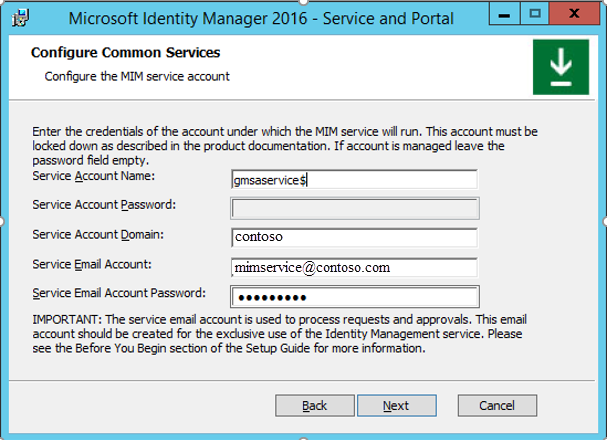 Microsoft Identity Manager 2016 - Service and Portal
Configure Common Services
Configure the MIM service account
Enter the credentials of the account under which the MIM service will run. This account must be
locked down as described in the product documentation. If account is managed leave the
password field empty.
Service Account Name:
gmsaservice$
Service Account Password:
Service Account Domain:
contoso
Service Email Account:
mimservice@contoso.com
Service Email Account Password:
•••••••••
IMPORTANT: The service email account is used to process requests and approvals. This email
account should be created for the exclusive use of the Identity Management service. Please
see the Before You Begin section of the Setup Guide for more information.
Back
Next
Cancel